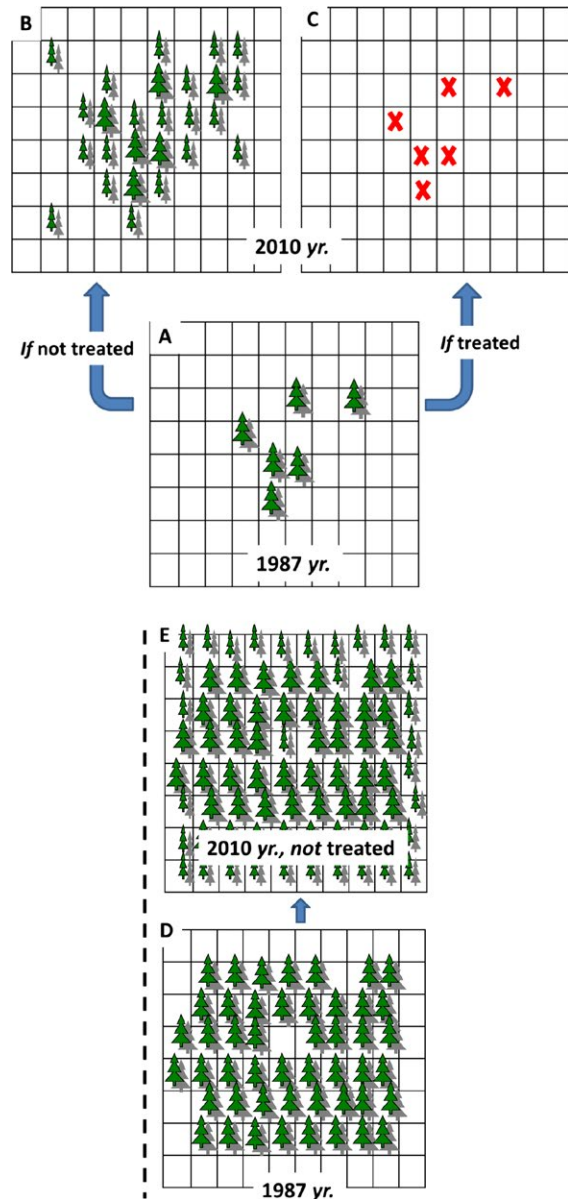 B
C
2010 yr.
If not treated
If treated
A
1987 yr.
E
2010 yr., not treated
D
1987 yr.